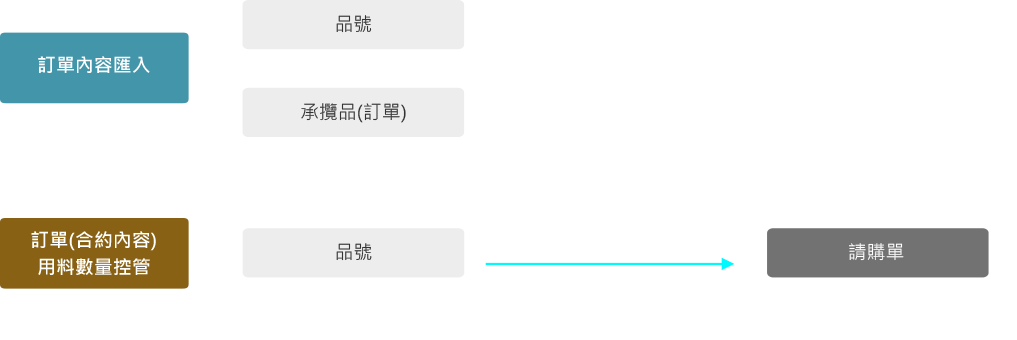 品號
訂單內容匯入
承攬品(訂單)
訂單(合約內容)
用料數量控管
品號
請購單